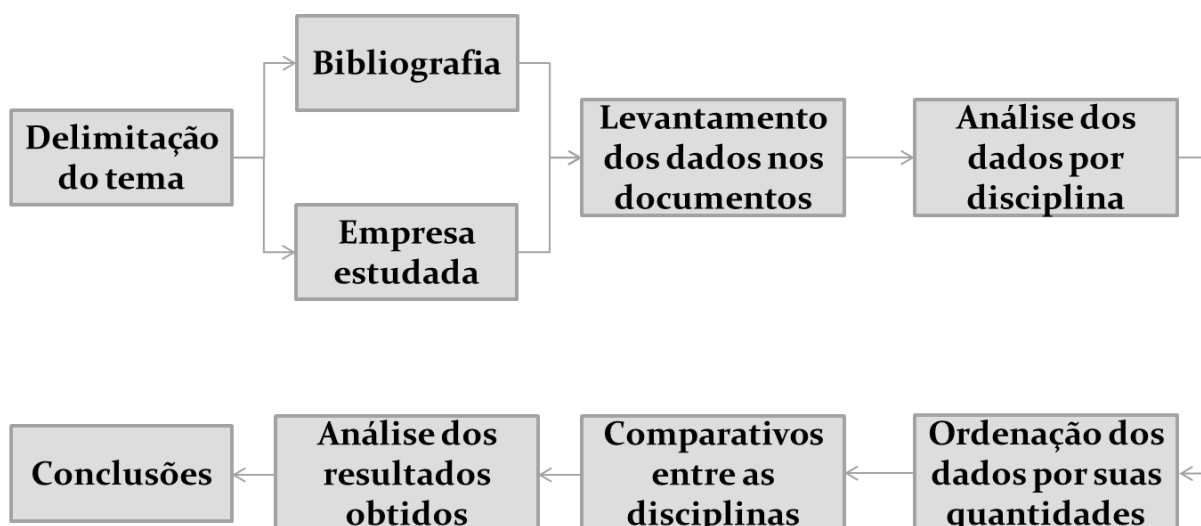 Delimitação
do tema
Bibliografia
Empresa
estudada
Levantamento
dos dados nos
documentos
Análise dos
dados por
disciplina
Ordenação dos
dados por suas
quantidades
Comparativos
entre as
disciplinas
Análise dos
resultados
obtidos
Conclusões